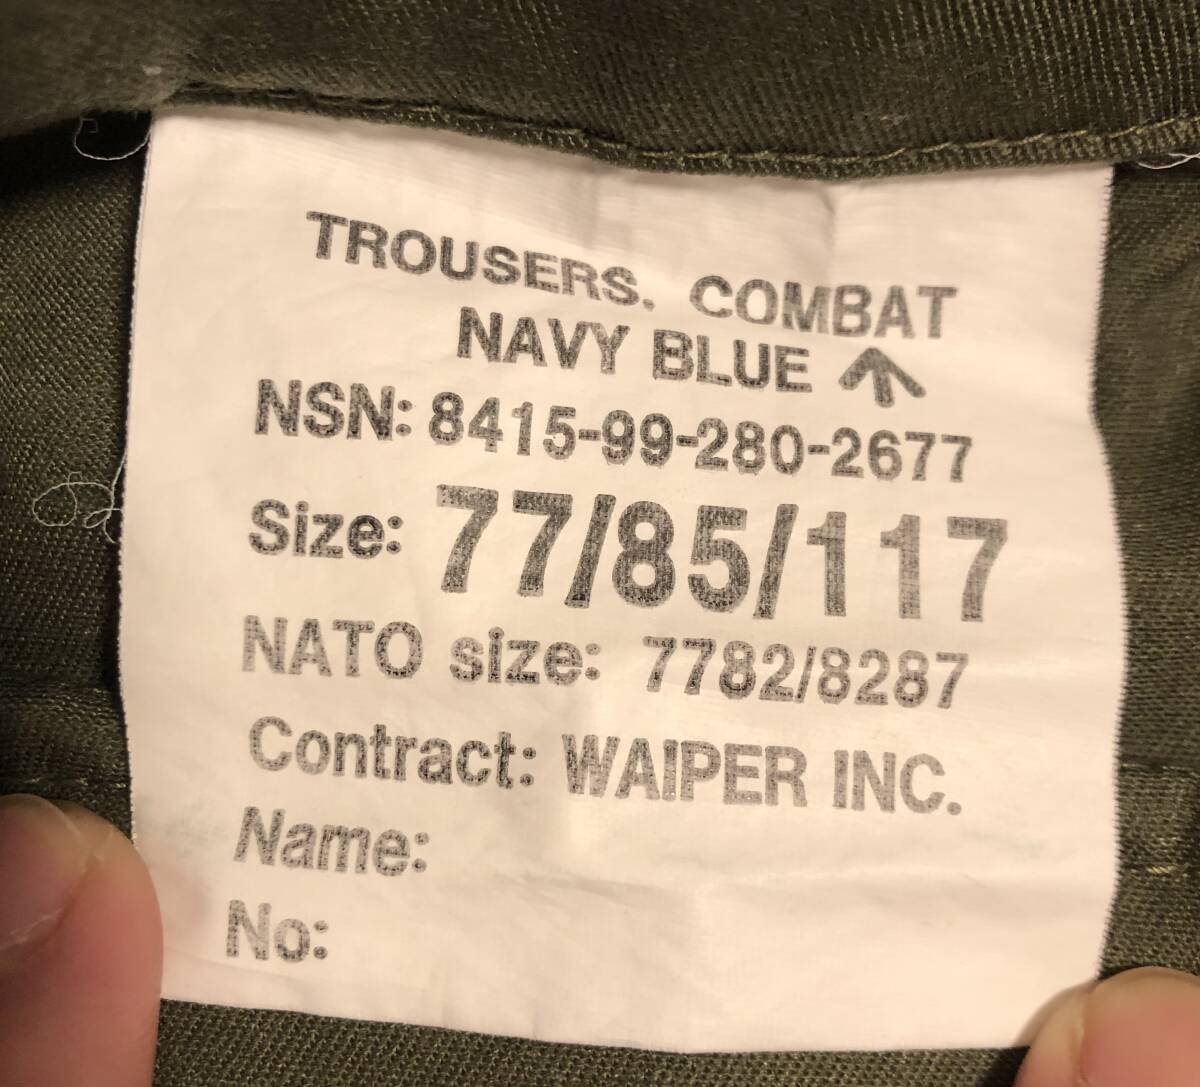 TROUSERS. COMBAT
NAVY BLUE
NSN: 8415-99-280-2677
Size: 77/85/117
NATO size: 7782/8287
Contract: WAIPER INC.
Name:
No: